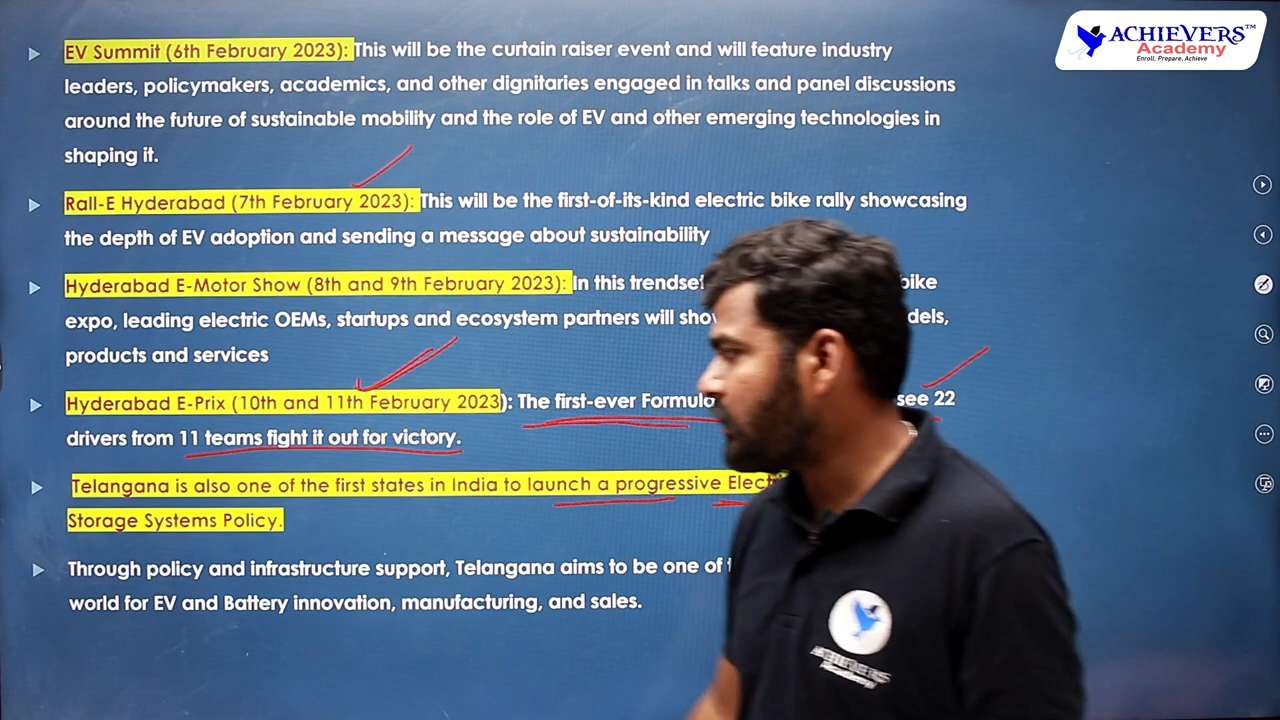 EV Summit (6th February 2023): This will be the curtain raiser event and will feature industry
leaders, policymakers, academics, and other dignitaries engaged in talks and panel discussions
around the future of sustainable mobility and the role of EV and other emerging technologies in
shaping it.
Rall-E Hyderabad (7th February 2023): This will be the first-of-its-kind electric bike rally showcasing
the depth of EV adoption and sending a message about sustainability
Hyderabad E-Motor Show (8th and 9th February 2023): In this bike
expo, leading electric OEMs, startups and ecosystem partners will
products and services
Hyderabad E-Prix (10th and 11th February 2023): The first-ever see 22
drivers from 11 teams fight it out for victory.
Telangana is also one of the first states in India to launch a progressive
Storage Systems Policy.
Through policy and infrastructure support, Telangana aims to be one of
world for EV and Battery innovation, manufacturing, and sales.
ACHIEVERS™
Academy
Enroll. Prepare. Achieve
ACHIEVERS
Academy